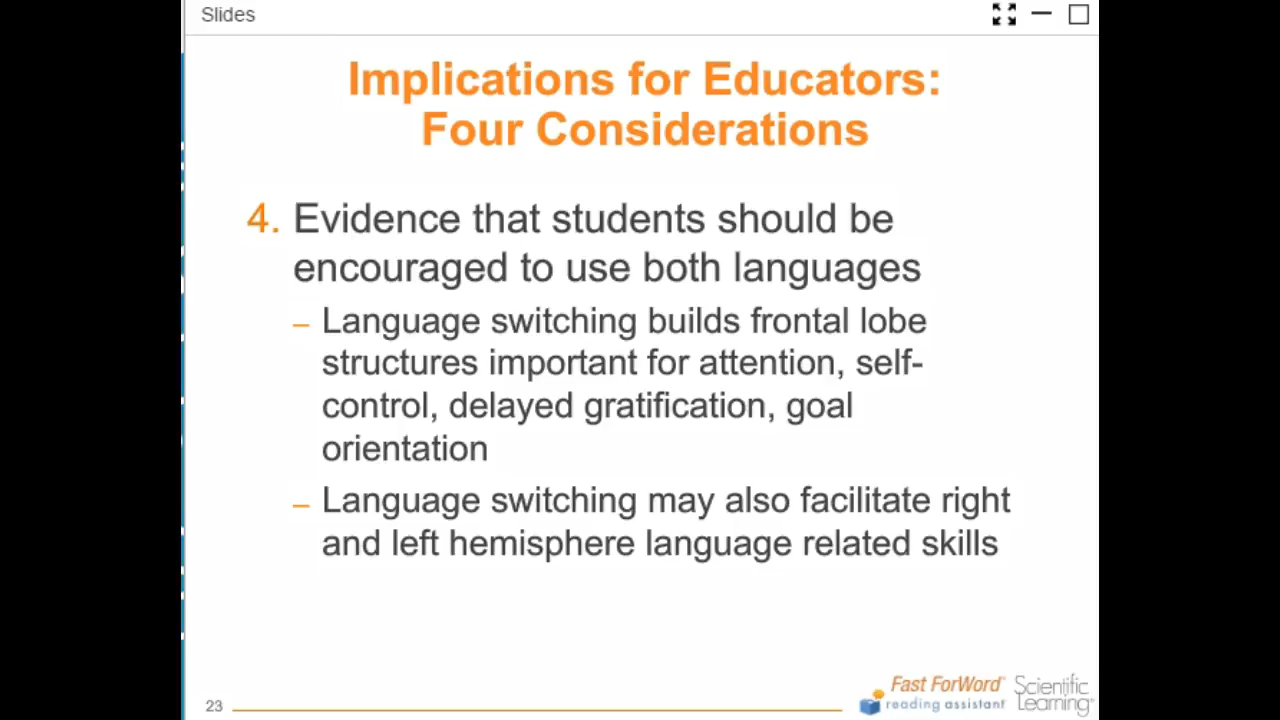 Slides
Implications for Educators:
Four Considerations
4. Evidence that students should be
encouraged to use both languages
– Language switching builds frontal lobe
structures important for attention, self-
control, delayed gratification, goal
orientation
– Language switching may also facilitate right
and left hemisphere language related skills
23
Fast ForWord
reading assistant
Scientific
Learning